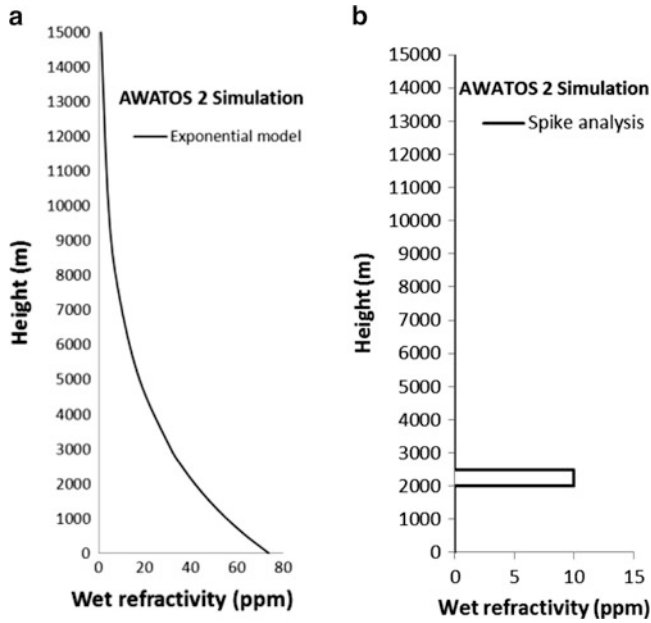 a
15000
14000
13000
12000
11000
10000
9000
8000
7000
6000
5000
4000
3000
2000
1000
0
Height (m)
AWATOS 2 Simulation
Exponential model
0 20 40 60 80
Wet refractivity (ppm)
b
15000
14000
13000
12000
11000
10000
9000
8000
7000
6000
5000
4000
3000
2000
1000
0
Height (m)
AWATOS 2 Simulation
Spike analysis
0 5 10 15
Wet refractivity (ppm)